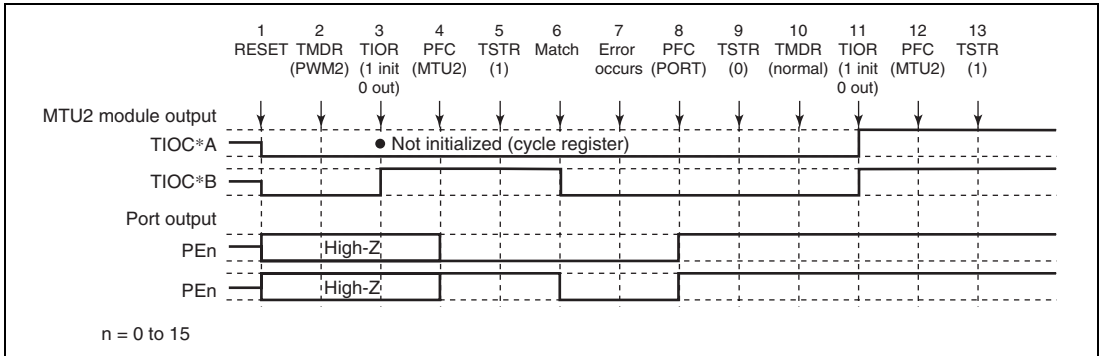 1 2 3 4 5 6 7 8 9 10 11 12 13
RESET TMDR TIOR PFC TSTR Match Error PFC TSTR TMDR TIOR PFC TSTR
(PWM2) (1 init (MTU2) (1) occurs (PORT) (0) (normal) (1 init (MTU2) (1)
0 out) 0 out)
MTU2 module output
TIOC*A
● Not initialized (cycle register)
TIOC*B
Port output
PEn
High-Z
PEn
High-Z
n = 0 to 15